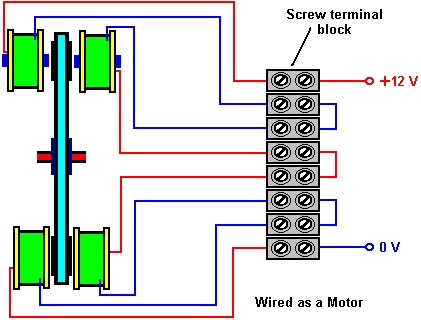 Screw terminal
block
+12 V
0 V
Wired as a Motor